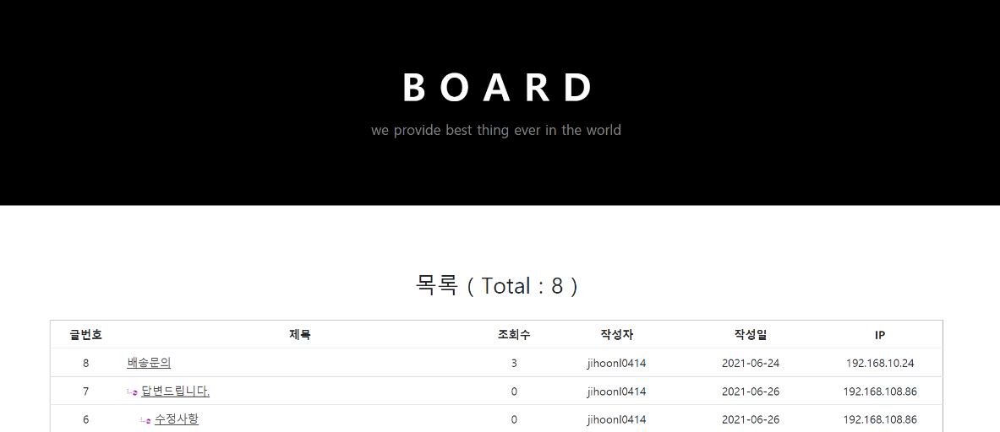 BOARD
we provide best thing ever in the world
목록 ( Total : 8 )
글번호 제목 조회수 작성자 작성일 IP
8 배송문의 3 jihoonl0414 2021-06-24 192.168.10.24
7 답변드립니다. 0 jihoonl0414 2021-06-26 192.168.108.86
6 수정사항 0 jihoonl0414 2021-06-26 192.168.108.86